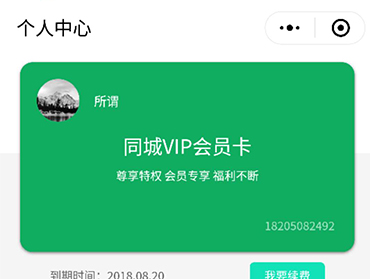 个人中心
所谓
同城VIP会员卡
尊享特权 会员专享 福利不断
18205082492
到期时间：2018.08.20
我要续费